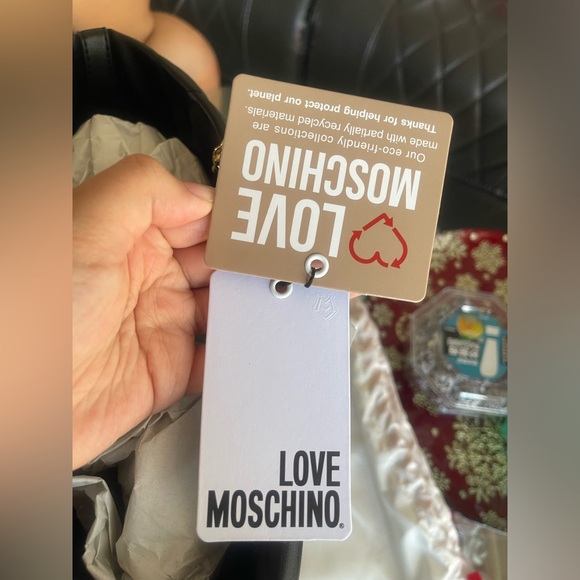 LOVE
MOSCHINO
Our eco-friendly collections are
made with partially recycled materials.
Thanks for helping protect our planet.
LOVE
MOSCHINO®